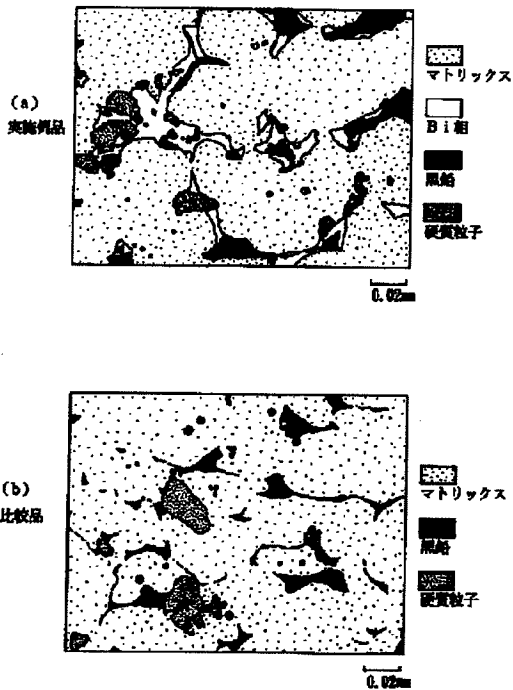 (a)
実施例品
マトリックス
Bi相
黒鉛
硬質粒子
0.02mm
(b)
比較品
マトリックス
黒鉛
硬質粒子
0.02mm